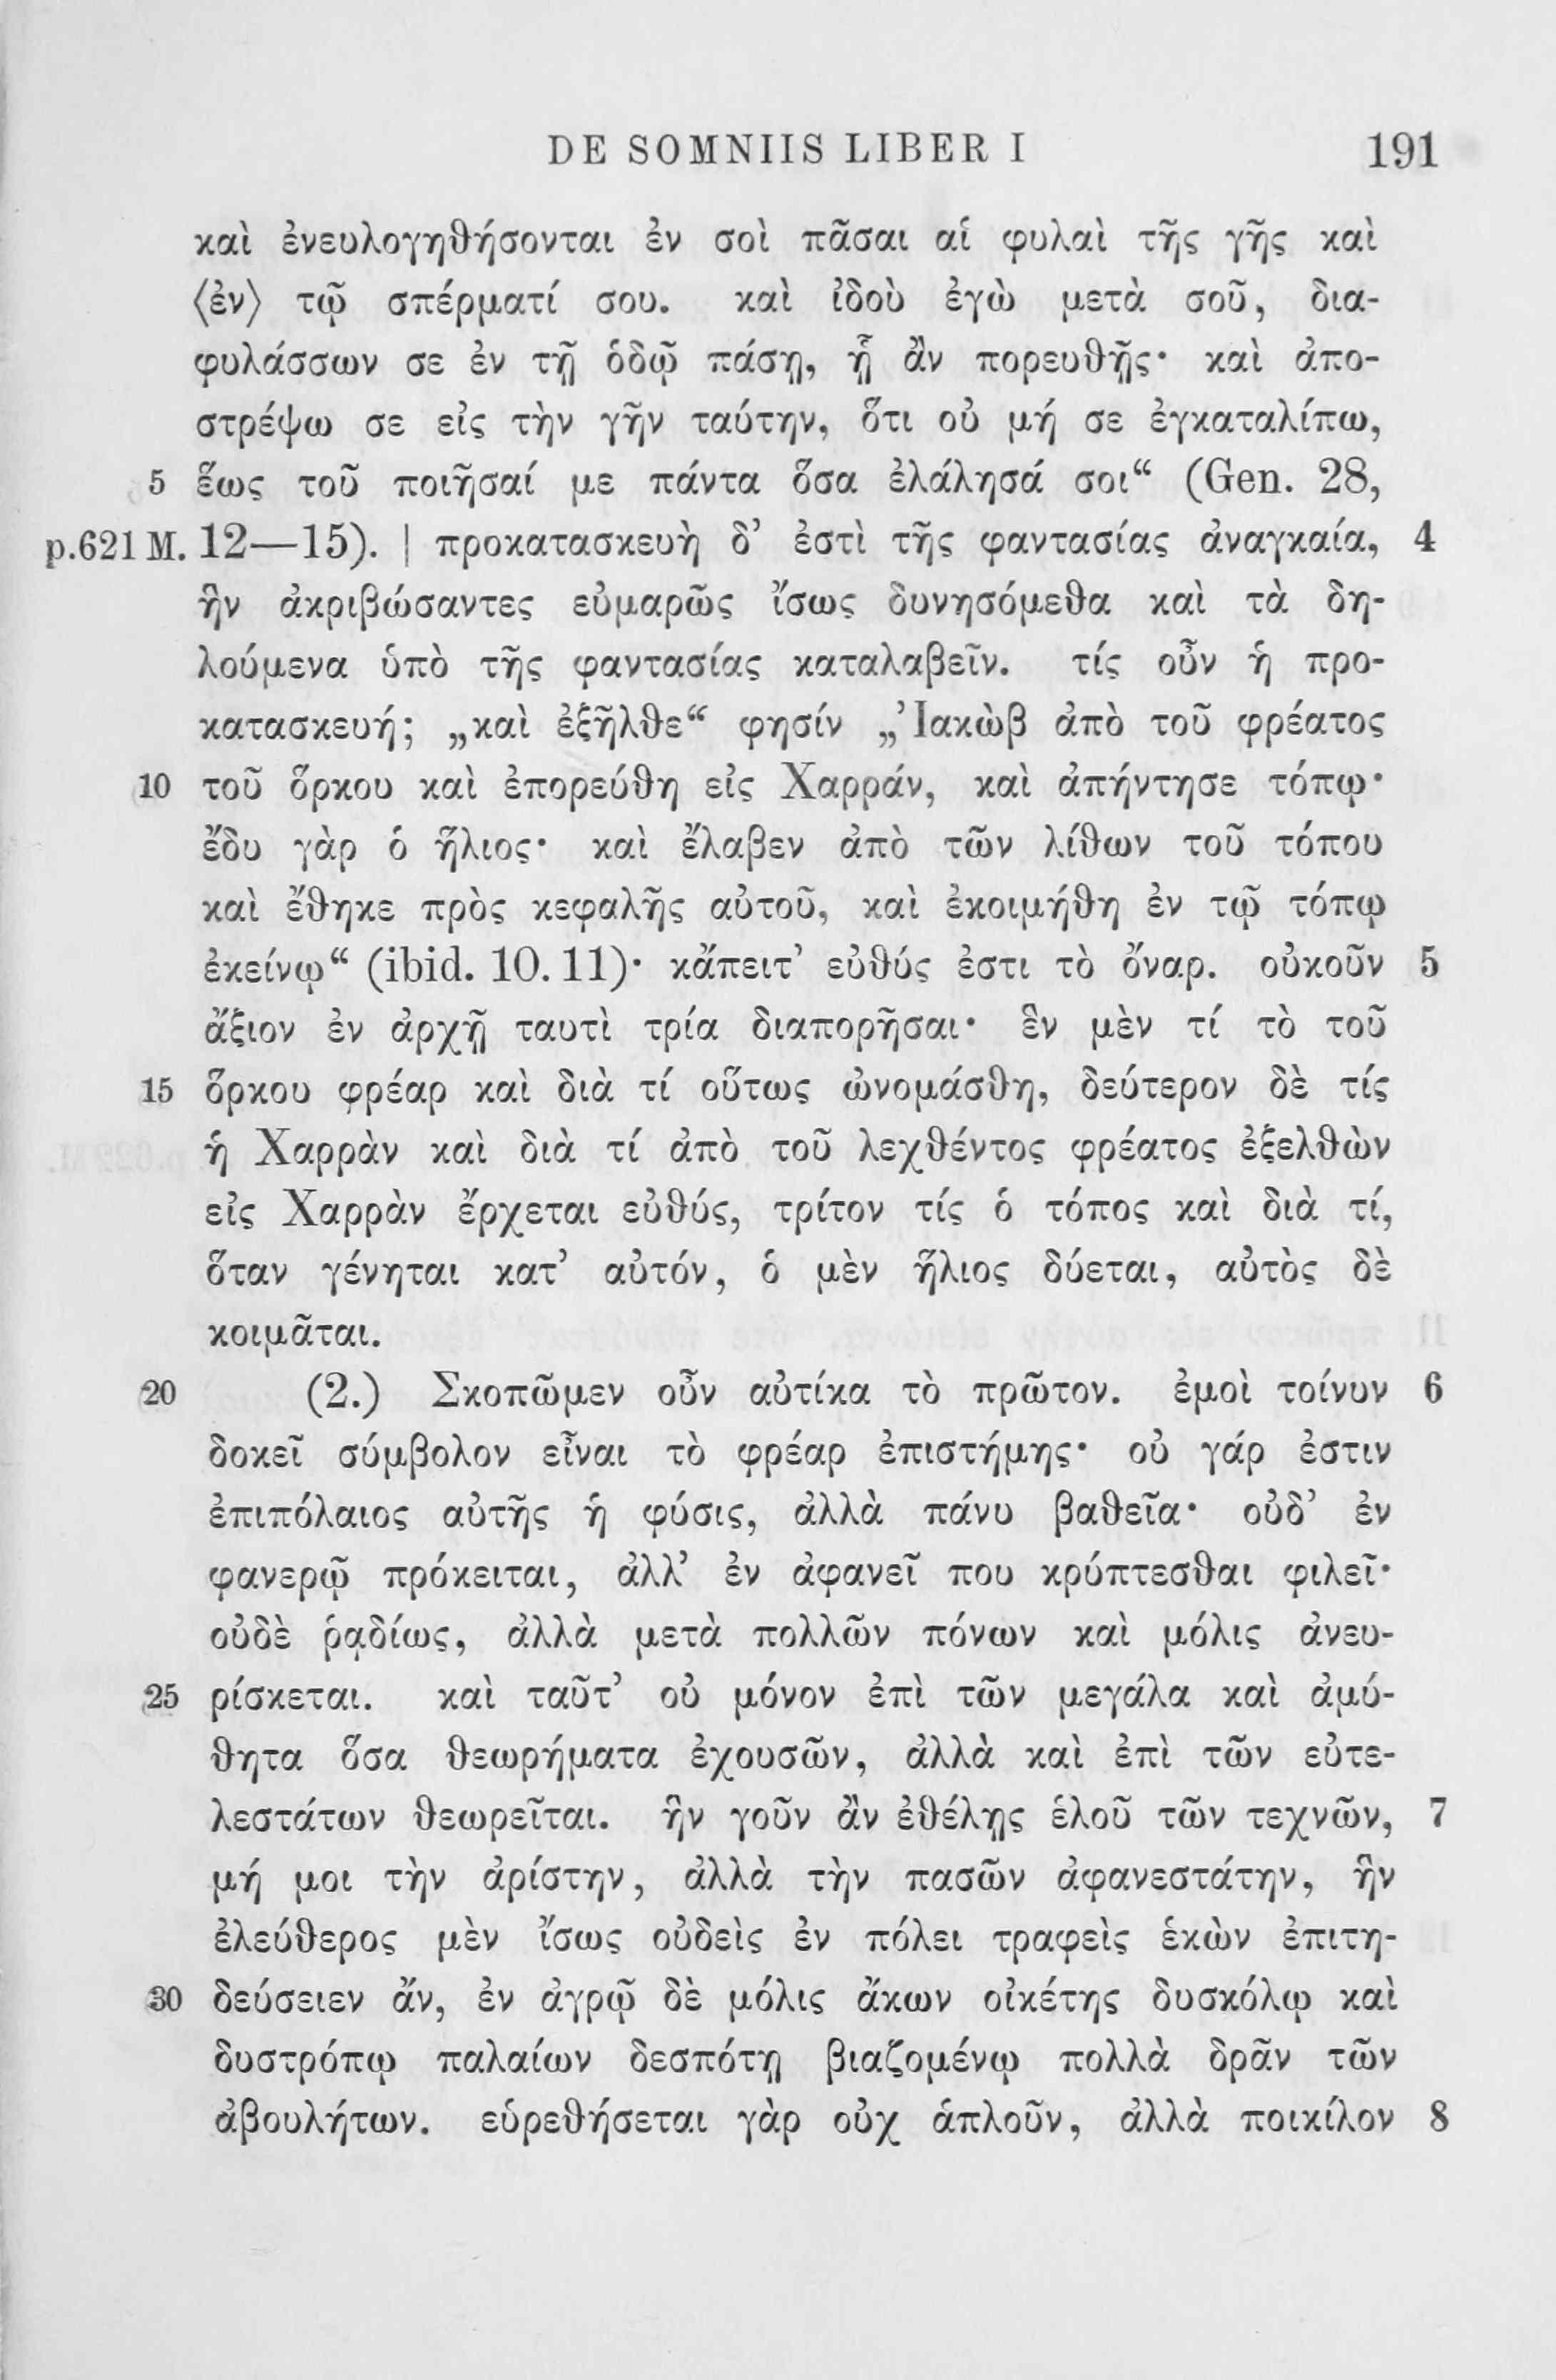 DE SOMNIIS LIBER I 191
καὶ ἐνευλογηθήσονται ἐν σοὶ πᾶσαι αἱ φυλαὶ τῆς γῆς καὶ
⟨ἐν⟩ τῷ σπέρματί σου. καὶ ἰδοὺ ἐγὼ μετὰ σοῦ, δια-
φυλάσσων σε ἐν τῇ ὁδῷ πάσῃ, ᾗ ἂν πορευθῇς· καὶ ἀπο-
στρέψω σε εἰς τὴν γῆν ταύτην, ὅτι οὐ μή σε ἐγκαταλίπω,
5 ἕως τοῦ ποιῆσαί με πάντα ὅσα ἐλάλησά σοι“ (Gen. 28,
p.621 M. 12—15). | προκατασκευὴ δ’ ἐστὶ τῆς φαντασίας ἀναγκαία, 4
ἣν ἀκριβώσαντες εὐμαρῶς ἴσως δυνησόμεθα καὶ τὰ δη-
λούμενα ὑπὸ τῆς φαντασίας καταλαβεῖν. τίς οὖν ἡ προ-
κατασκευή; „καὶ ἐξῆλθε“ φησίν „Ἰακὼβ ἀπὸ τοῦ φρέατος
10 τοῦ ὅρκου καὶ ἐπορεύθη εἰς Χαρράν, καὶ ἀπήντησε τόπῳ·
ἔδυ γὰρ ὁ ἥλιος· καὶ ἔλαβεν ἀπὸ τῶν λίθων τοῦ τόπου
καὶ ἔθηκε πρὸς κεφαλῆς αὐτοῦ, καὶ ἐκοιμήθη ἐν τῷ τόπῳ
ἐκείνῳ“ (ibid. 10. 11)· κἄπειτ’ εὐθύς ἐστι τὸ ὄναρ. οὐκοῦν 5
ἄξιον ἐν ἀρχῇ ταυτὶ τρία διαπορῆσαι· ἓν μὲν τί τὸ τοῦ
15 ὅρκου φρέαρ καὶ διὰ τί οὕτως ὠνομάσθη, δεύτερον δὲ τίς
ἡ Χαρρὰν καὶ διὰ τί ἀπὸ τοῦ λεχθέντος φρέατος ἐξελθὼν
εἰς Χαρρὰν ἔρχεται εὐθύς, τρίτον τίς ὁ τόπος καὶ διὰ τί,
ὅταν γένηται κατ’ αὐτόν, ὁ μὲν ἥλιος δύεται, αὐτὸς δὲ
κοιμᾶται.
20 (2.) Σκοπῶμεν οὖν αὐτίκα τὸ πρῶτον. ἐμοὶ τοίνυν 6
δοκεῖ σύμβολον εἶναι τὸ φρέαρ ἐπιστήμης· οὐ γάρ ἐστιν
ἐπιπόλαιος αὐτῆς ἡ φύσις, ἀλλὰ πάνυ βαθεῖα· οὐδ’ ἐν
φανερῷ πρόκειται, ἀλλ’ ἐν ἀφανεῖ που κρύπτεσθαι φιλεῖ·
οὐδὲ ῥᾳδίως, ἀλλὰ μετὰ πολλῶν πόνων καὶ μόλις ἀνευ-
25 ρίσκεται. καὶ ταῦτ’ οὐ μόνον ἐπὶ τῶν μεγάλα καὶ ἀμύ-
θητα ὅσα θεωρήματα ἐχουσῶν, ἀλλὰ καὶ ἐπὶ τῶν εὐτε-
λεστάτων θεωρεῖται. ἣν γοῦν ἂν ἐθέλῃς ἑλοῦ τῶν τεχνῶν, 7
μή μοι τὴν ἀρίστην, ἀλλὰ τὴν πασῶν ἀφανεστάτην, ἣν
ἐλεύθερος μὲν ἴσως οὐδεὶς ἐν πόλει τραφεὶς ἑκὼν ἐπιτη-
30 δεύσειεν ἄν, ἐν ἀγρῷ δὲ μόλις ἄκων οἰκέτης δυσκόλῳ καὶ
δυστρόπῳ παλαίων δεσπότῃ βιαζομένῳ πολλὰ δρᾶν τῶν
ἀβουλήτων. εὑρεθήσεται γὰρ οὐχ ἁπλοῦν, ἀλλὰ ποικίλον 8